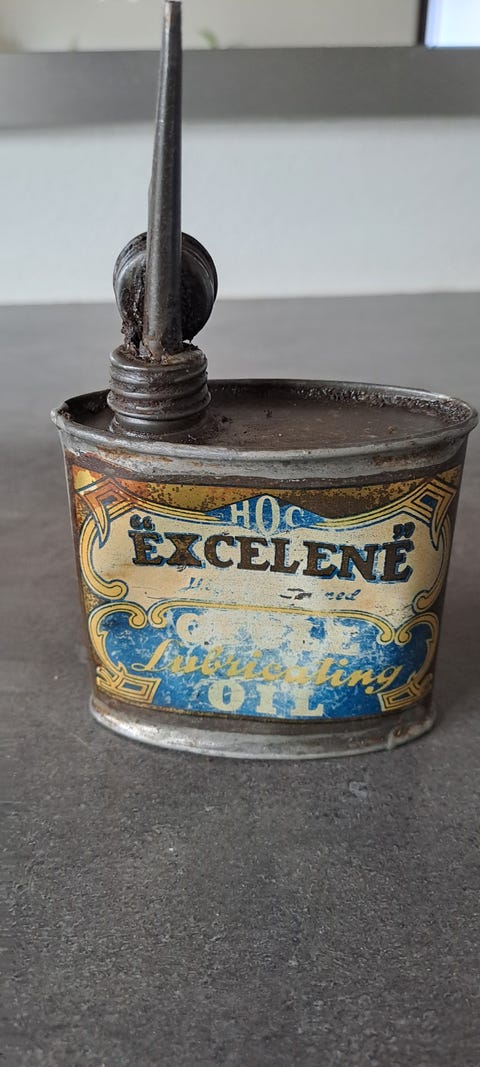 HOC
“EXCELENE”
Lubricating
OIL